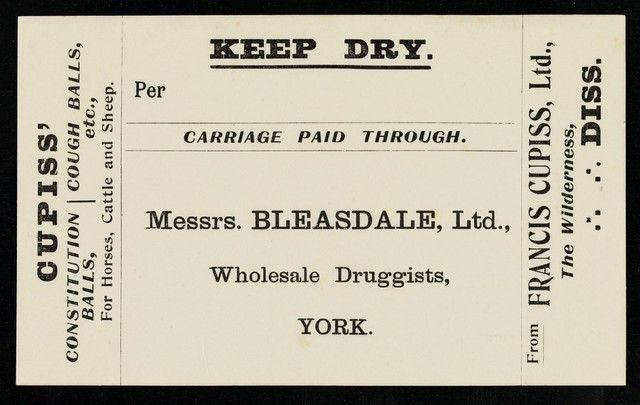 CUPISS'
CONSTITUTION | COUGH BALLS,
BALLS, etc.,
For Horses, Cattle and Sheep.
KEEP DRY.
Per
CARRIAGE PAID THROUGH.
Messrs. BLEASDALE, Ltd.,
Wholesale Druggists,
YORK.
From FRANCIS CUPISS, Ltd.,
The Wilderness,
DISS.